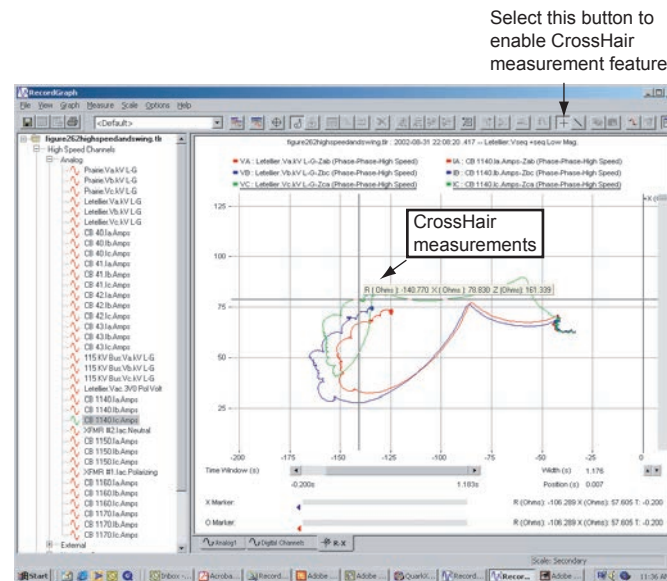 Select this button to
enable CrossHair
measurement feature
RecordGraph
File View Graph Measure Scale Options Help
<Default>
figure262highspeedandswing.tlr
High Speed Channels
Analog
Prairie.Va.kV L-G
Prairie.Vb.kV L-G
Prairie.Vc.kV L-G
Letellier.Va.kV L-G
Letellier.Vb.kV L-G
Letellier.Vc.kV L-G
CB 40.Ia.Amps
CB 40.Ib.Amps
CB 40.Ic.Amps
CB 41.Ia.Amps
CB 41.Ib.Amps
CB 41.Ic.Amps
CB 42.Ia.Amps
CB 42.Ib.Amps
CB 42.Ic.Amps
CB 43.Ia.Amps
CB 43.Ib.Amps
CB 43.Ic.Amps
115 KV Bus.Va.kV L-G
115 KV Bus.Vb.kV L-G
115 KV Bus.Vc.kV L-G
Letellier.Vac.3V0 Pol Volt
CB 1140.Ia.Amps
CB 1140.Ib.Amps
CB 1140.Ic.Amps
XFMR #2.Iac.Neutral
CB 1150.Ia.Amps
CB 1150.Ib.Amps
CB 1150.Ic.Amps
XFMR #1.Iac.Polarizing
CB 1160.Ia.Amps
CB 1160.Ib.Amps
CB 1160.Ic.Amps
CB 1170.Ia.Amps
CB 1170.Ib.Amps
CB 1170.Ic.Amps
External
figure262highspeedandswing.tlr : 2002-08-31 22:08:20 .417 -- Letellier.Vseq +seq Low Mag.
VA : Letellier.Va.kV L-G-Zab (Phase-Phase-High Speed)
IA : CB 1140.Ia.Amps-Zab (Phase-Phase-High Speed)
VB : Letellier.Vb.kV L-G-Zbc (Phase-Phase-High Speed)
IB : CB 1140.Ib.Amps-Zbc (Phase-Phase-High Speed)
VC : Letellier.Vc.kV L-G-Zca (Phase-Phase-High Speed)
IC : CB 1140.Ic.Amps-Zca (Phase-Phase-High Speed)
125
100
75
50
25
CrossHair
measurements
R ( Ohms ): -140.770 X ( Ohms ): 78.830 Z (Ohms): 161.339
-200 -175 -150 -125 -100 -75 -50 -25 0
Time Window (s)
-0.200s 1.193s
Width (s) 1.176
Position (s) 0.007
X Marker:
R (Ohms): -106.289 X (Ohms): 57.605 T: -0.200
O Marker:
R (Ohms): -106.289 X (Ohms): 57.605 T: -0.200
Analog1 Digital Channels R-X
Scale: Secondary
Start